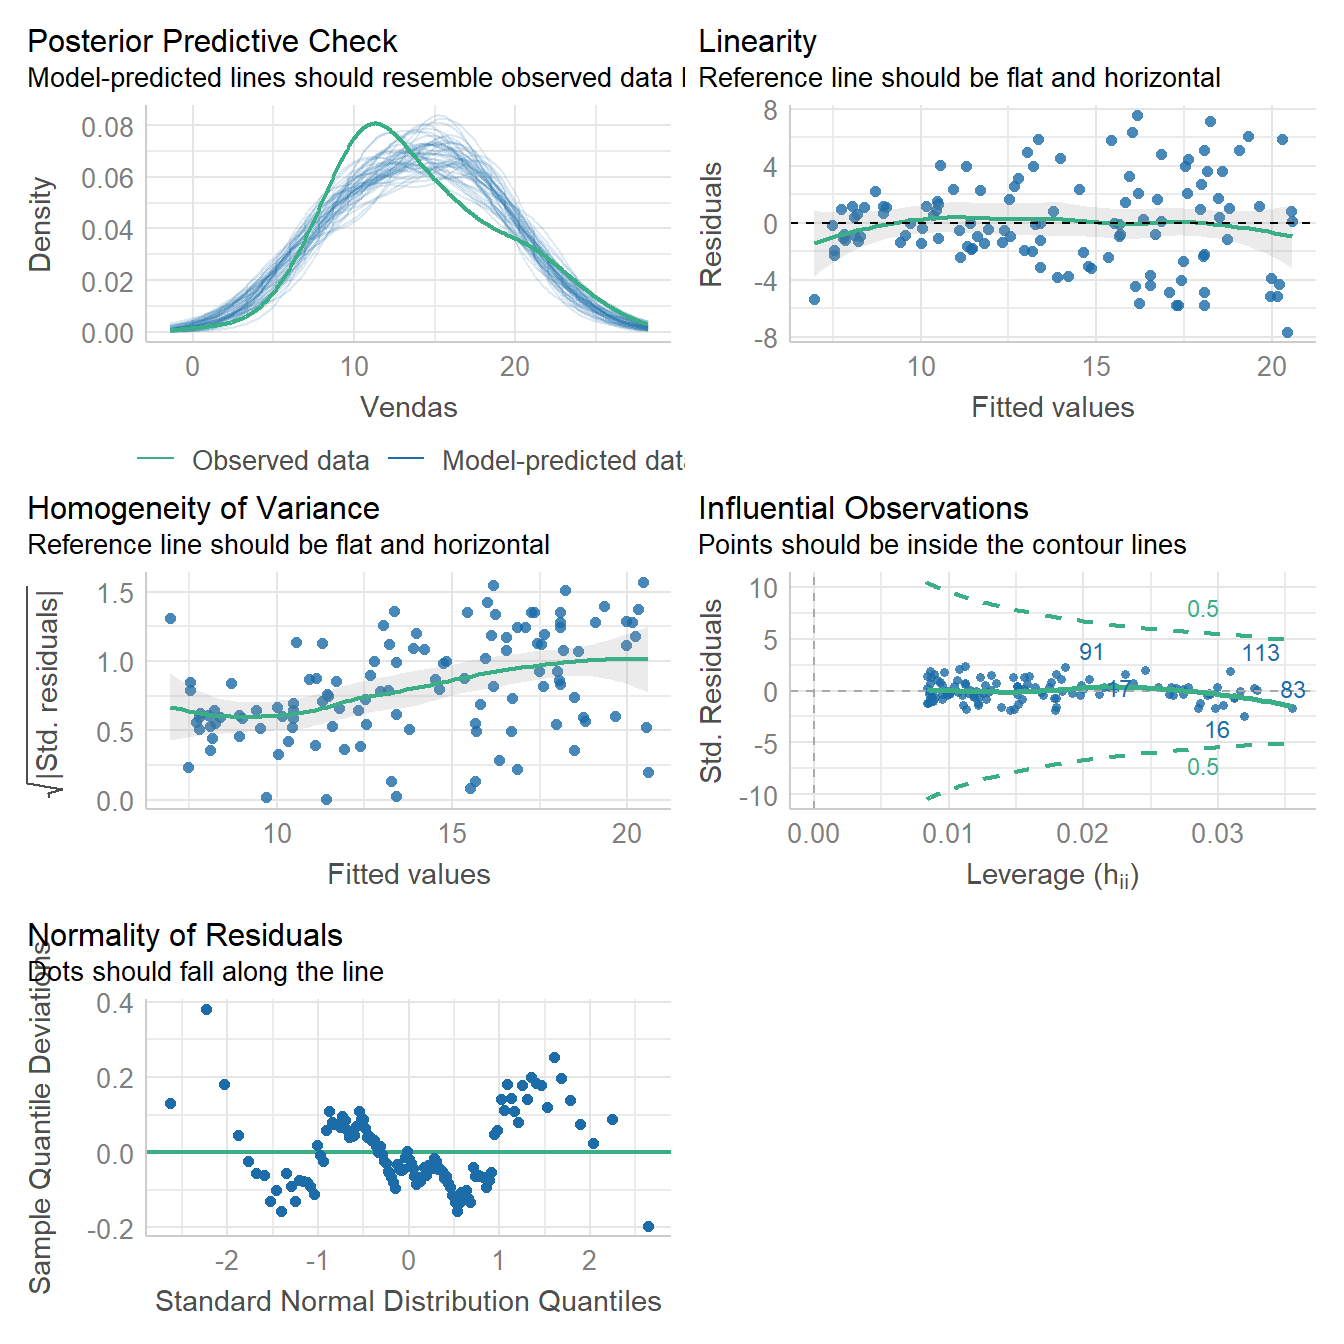 Posterior Predictive Check
Model-predicted lines should resemble observed data l
Density
0.08
0.06
0.04
0.02
0.00
0
10
20
Vendas
Observed data
Model-predicted data
Linearity
Reference line should be flat and horizontal
Residuals
8
4
0
-4
-8
10
15
20
Fitted values
Homogeneity of Variance
Reference line should be flat and horizontal
√|Std. residuals|
1.5
1.0
0.5
0.0
10
15
20
Fitted values
Influential Observations
Points should be inside the contour lines
Std. Residuals
10
5
0
-5
-10
0.5
91
113
47
83
16
0.5
0.00
0.01
0.02
0.03
Leverage (hii)
Normality of Residuals
Dots should fall along the line
Sample Quantile Deviations
0.4
0.2
0.0
-0.2
-2
-1
0
1
2
Standard Normal Distribution Quantiles